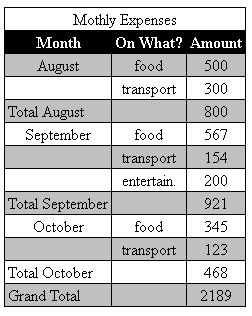 Mothly Expenses
Month On What? Amount
August food 500
transport 300
Total August 800
September food 567
transport 154
entertain. 200
Total September 921
October food 345
transport 123
Total October 468
Grand Total 2189